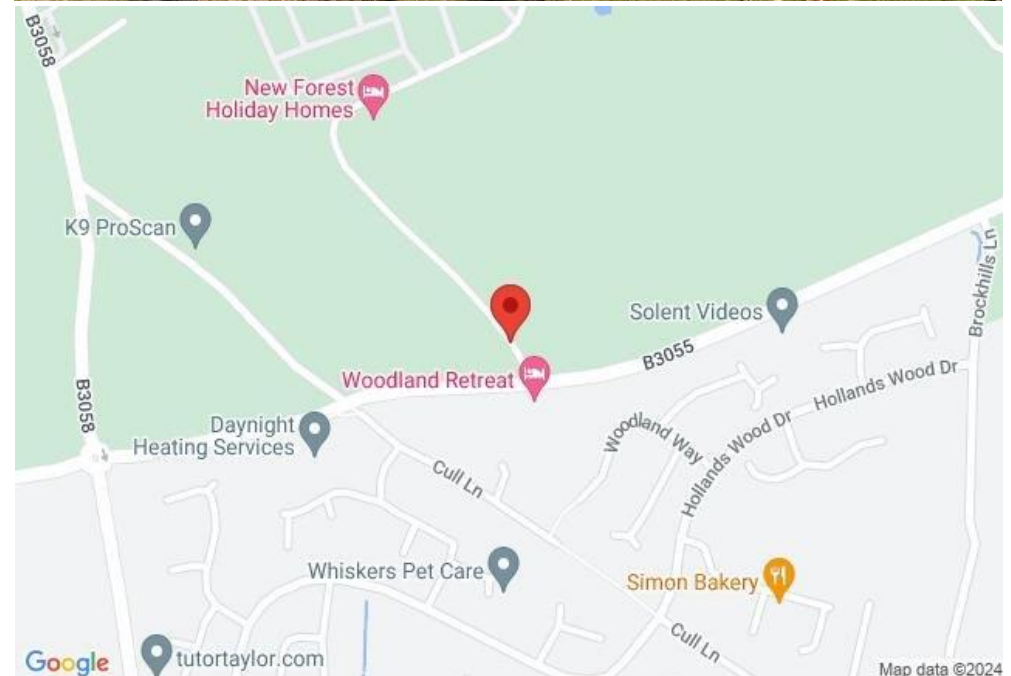 B3058
New Forest
Holiday Homes
K9 ProScan
Brockhills Ln
Solent Videos
B3055
Woodland Retreat
B3058
Hollands Wood Dr
Daynight
Heating Services
Woodland Way
Hollands Wood Dr
Cull Ln
Whiskers Pet Care
Simon Bakery
Cull Ln
Google
tutortaylor.com
Map data ©2024